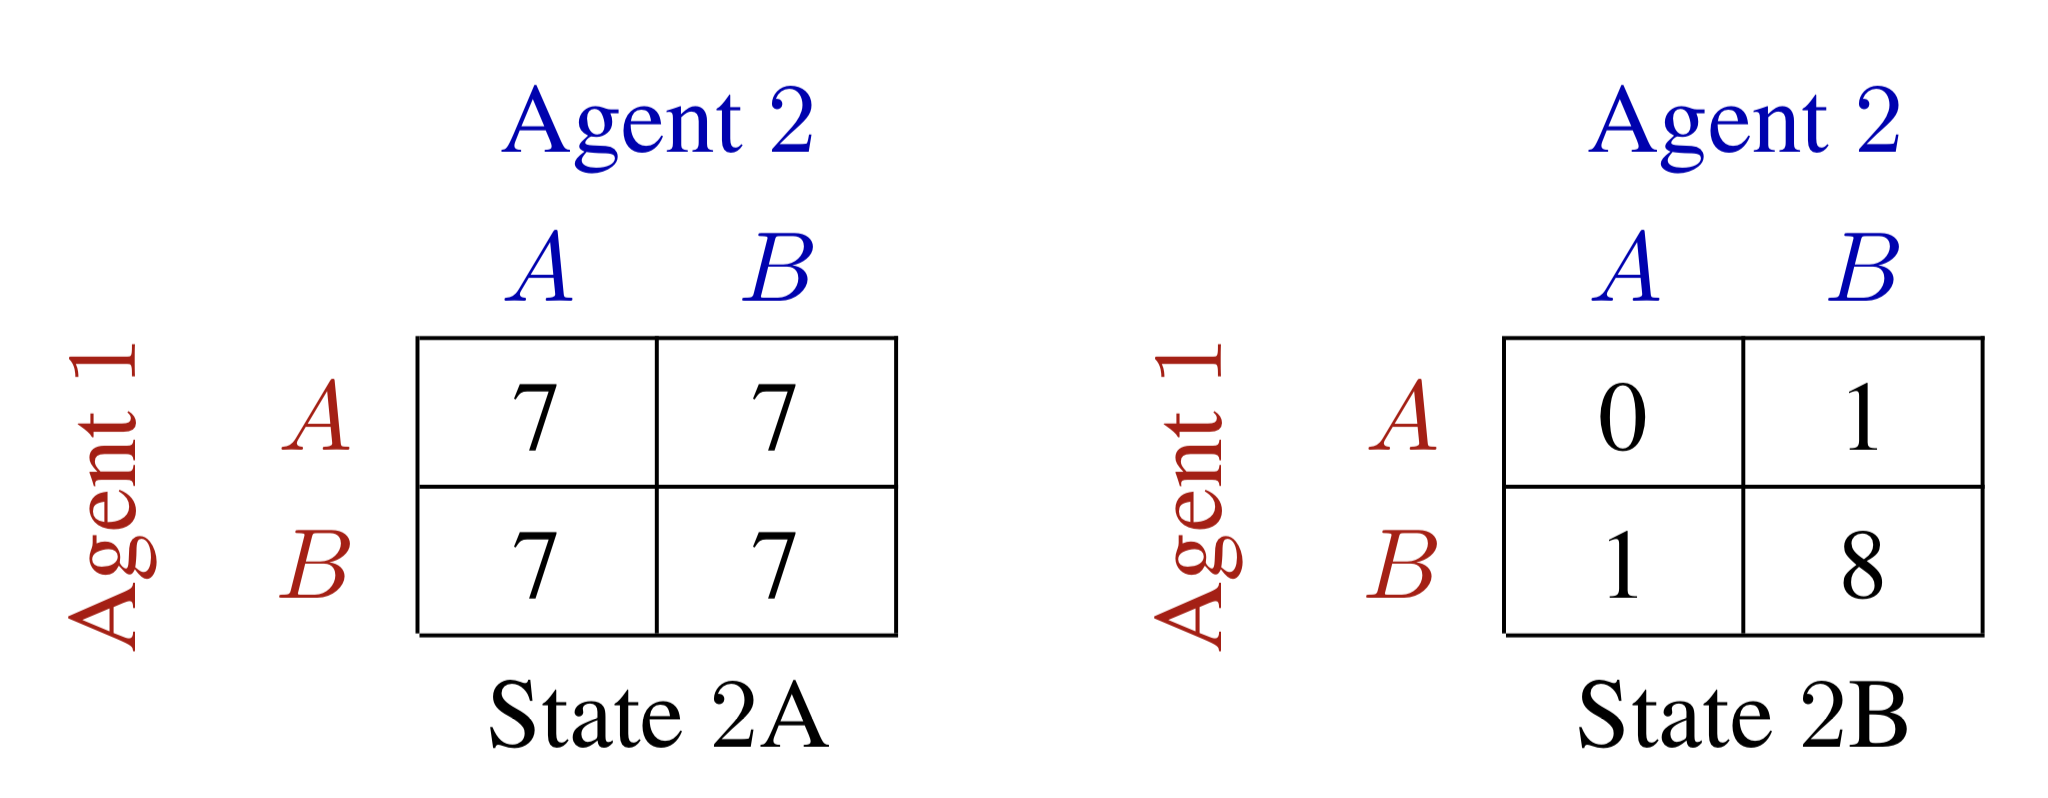 Agent 2
A B
Agent 1
A 7 7
B 7 7
State 2A
Agent 2
A B
Agent 1
A 0 1
B 1 8
State 2B